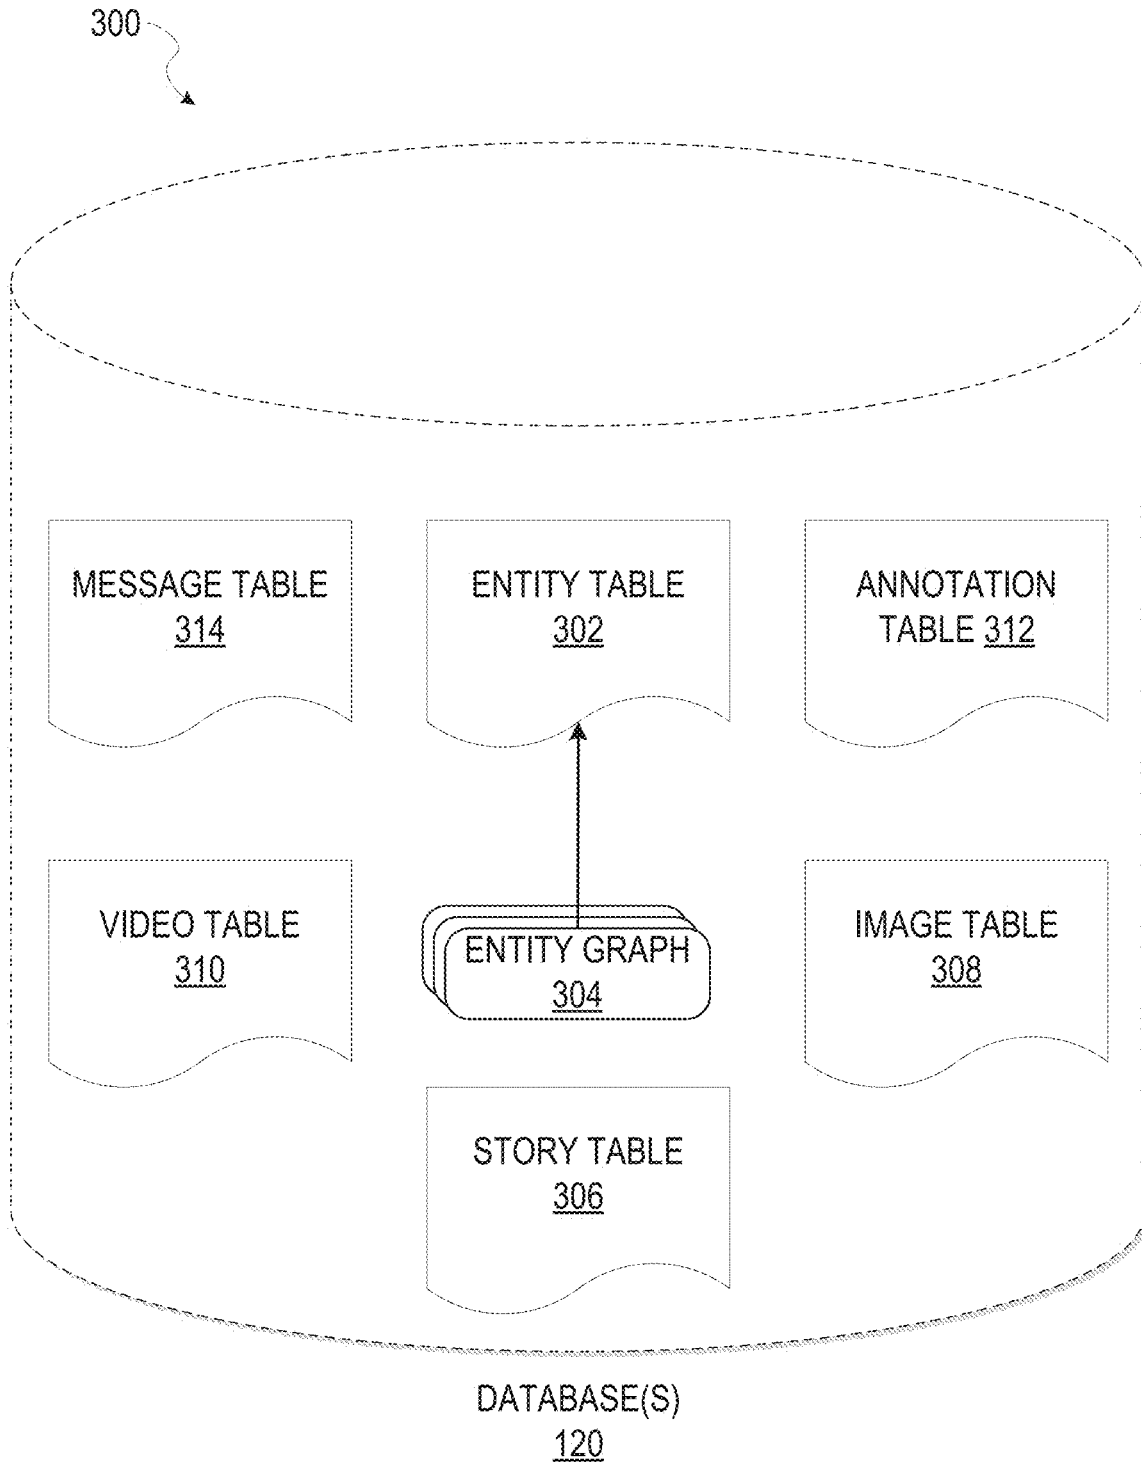 300
MESSAGE TABLE
314
ENTITY TABLE
302
ANNOTATION
TABLE 312
VIDEO TABLE
310
ENTITY GRAPH
304
IMAGE TABLE
308
STORY TABLE
306
DATABASE(S)
120